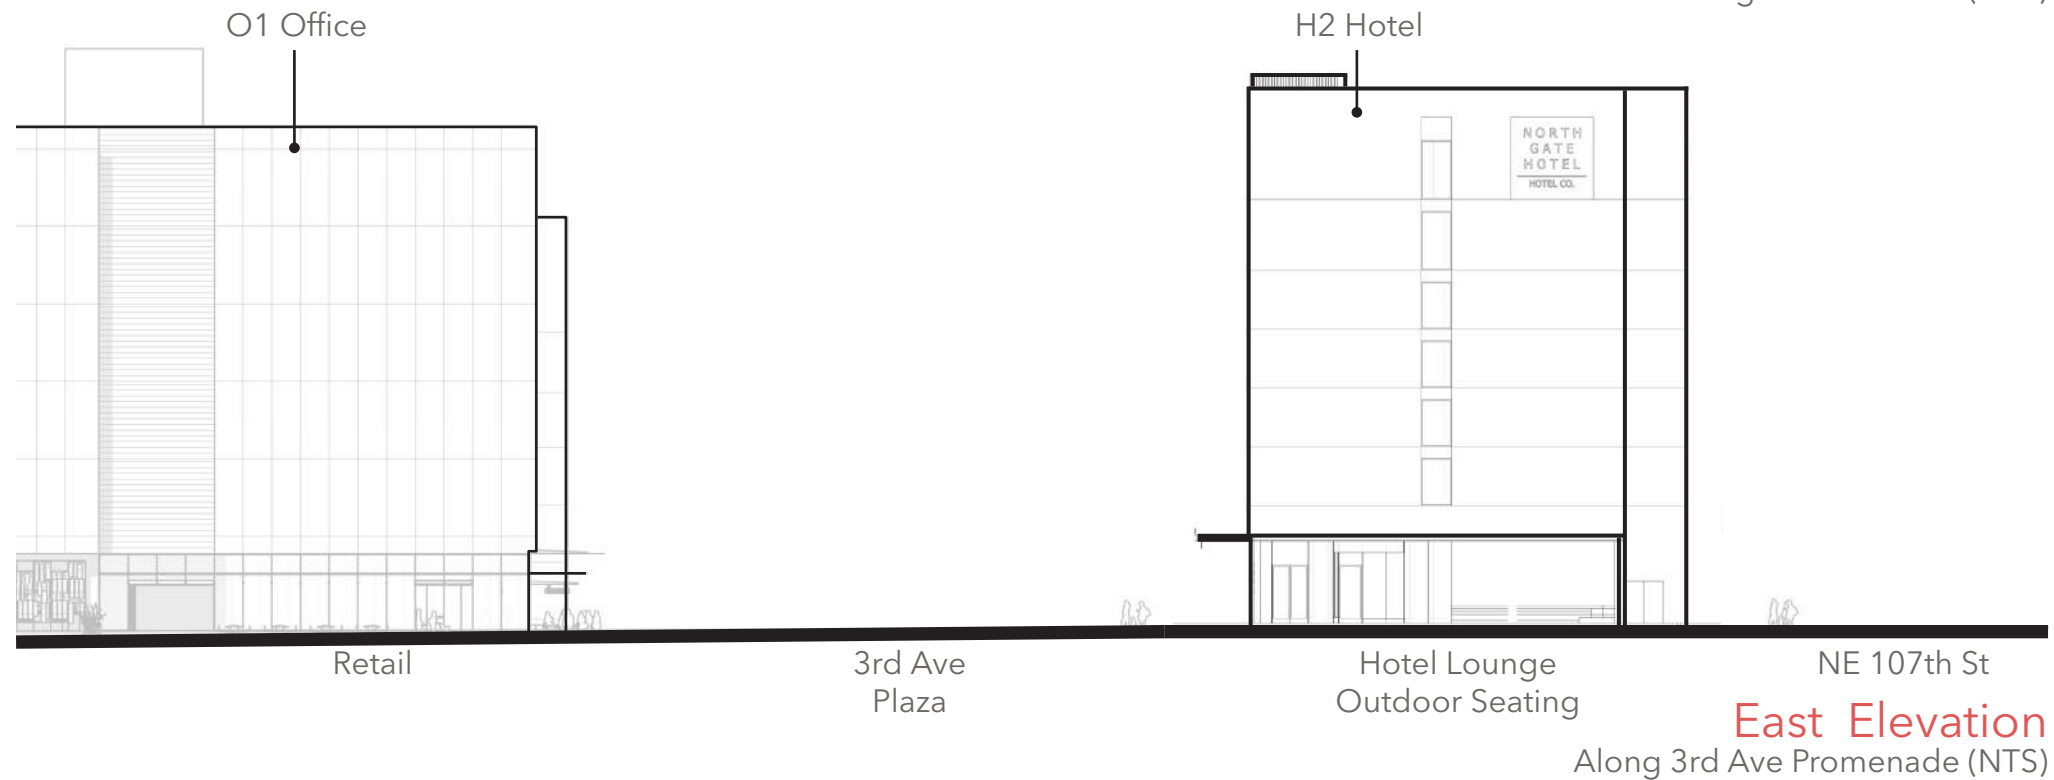 O1 Office
H2 Hotel
NORTH
GATE
HOTEL
HOTEL CO.
Retail
3rd Ave
Plaza
Hotel Lounge
Outdoor Seating
NE 107th St
East Elevation
Along 3rd Ave Promenade (NTS)